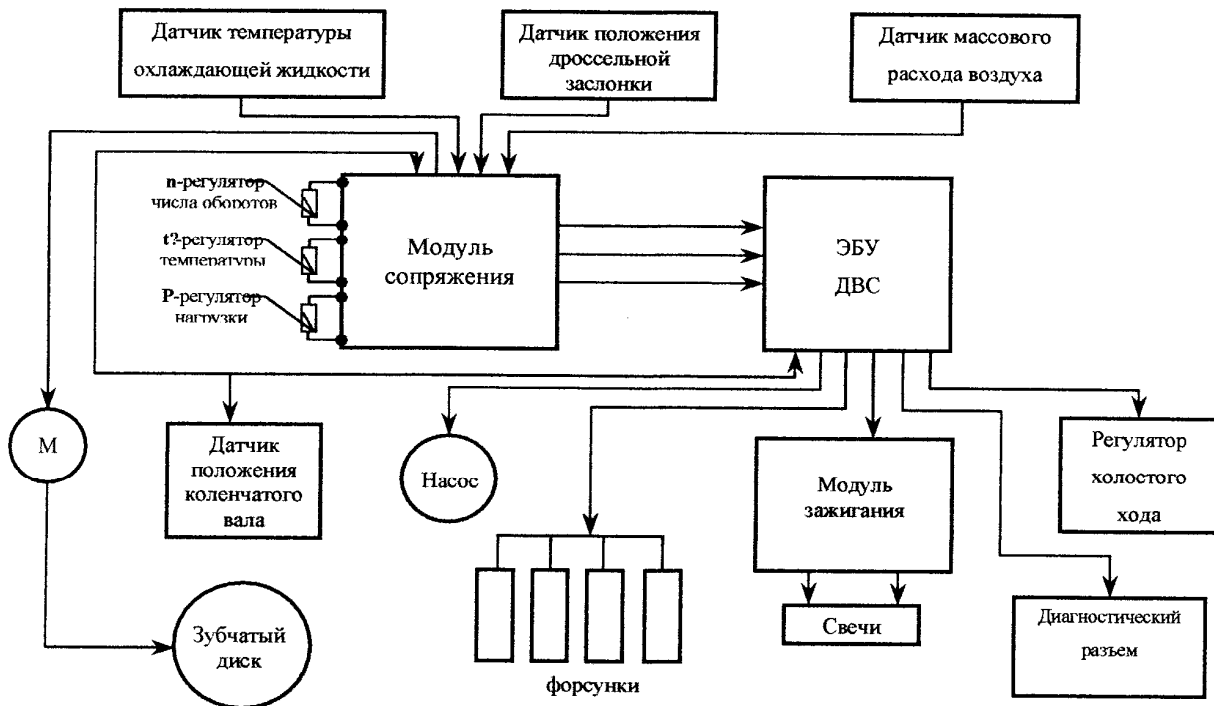 Датчик температуры
охлаждающей жидкости
Датчик положения
дроссельной
заслонки
Датчик массового
расхода воздуха
n-регулятор
числа оборотов
t?-регулятор
температуры
P-регулятор
нагрузки
Модуль
сопряжения
ЭБУ
ДВС
М
Датчик
положения
коленчатого
вала
Насос
Модуль
зажигания
Регулятор
холостого
хода
Зубчатый
диск
форсунки
Свечи
Диагностический
разъем